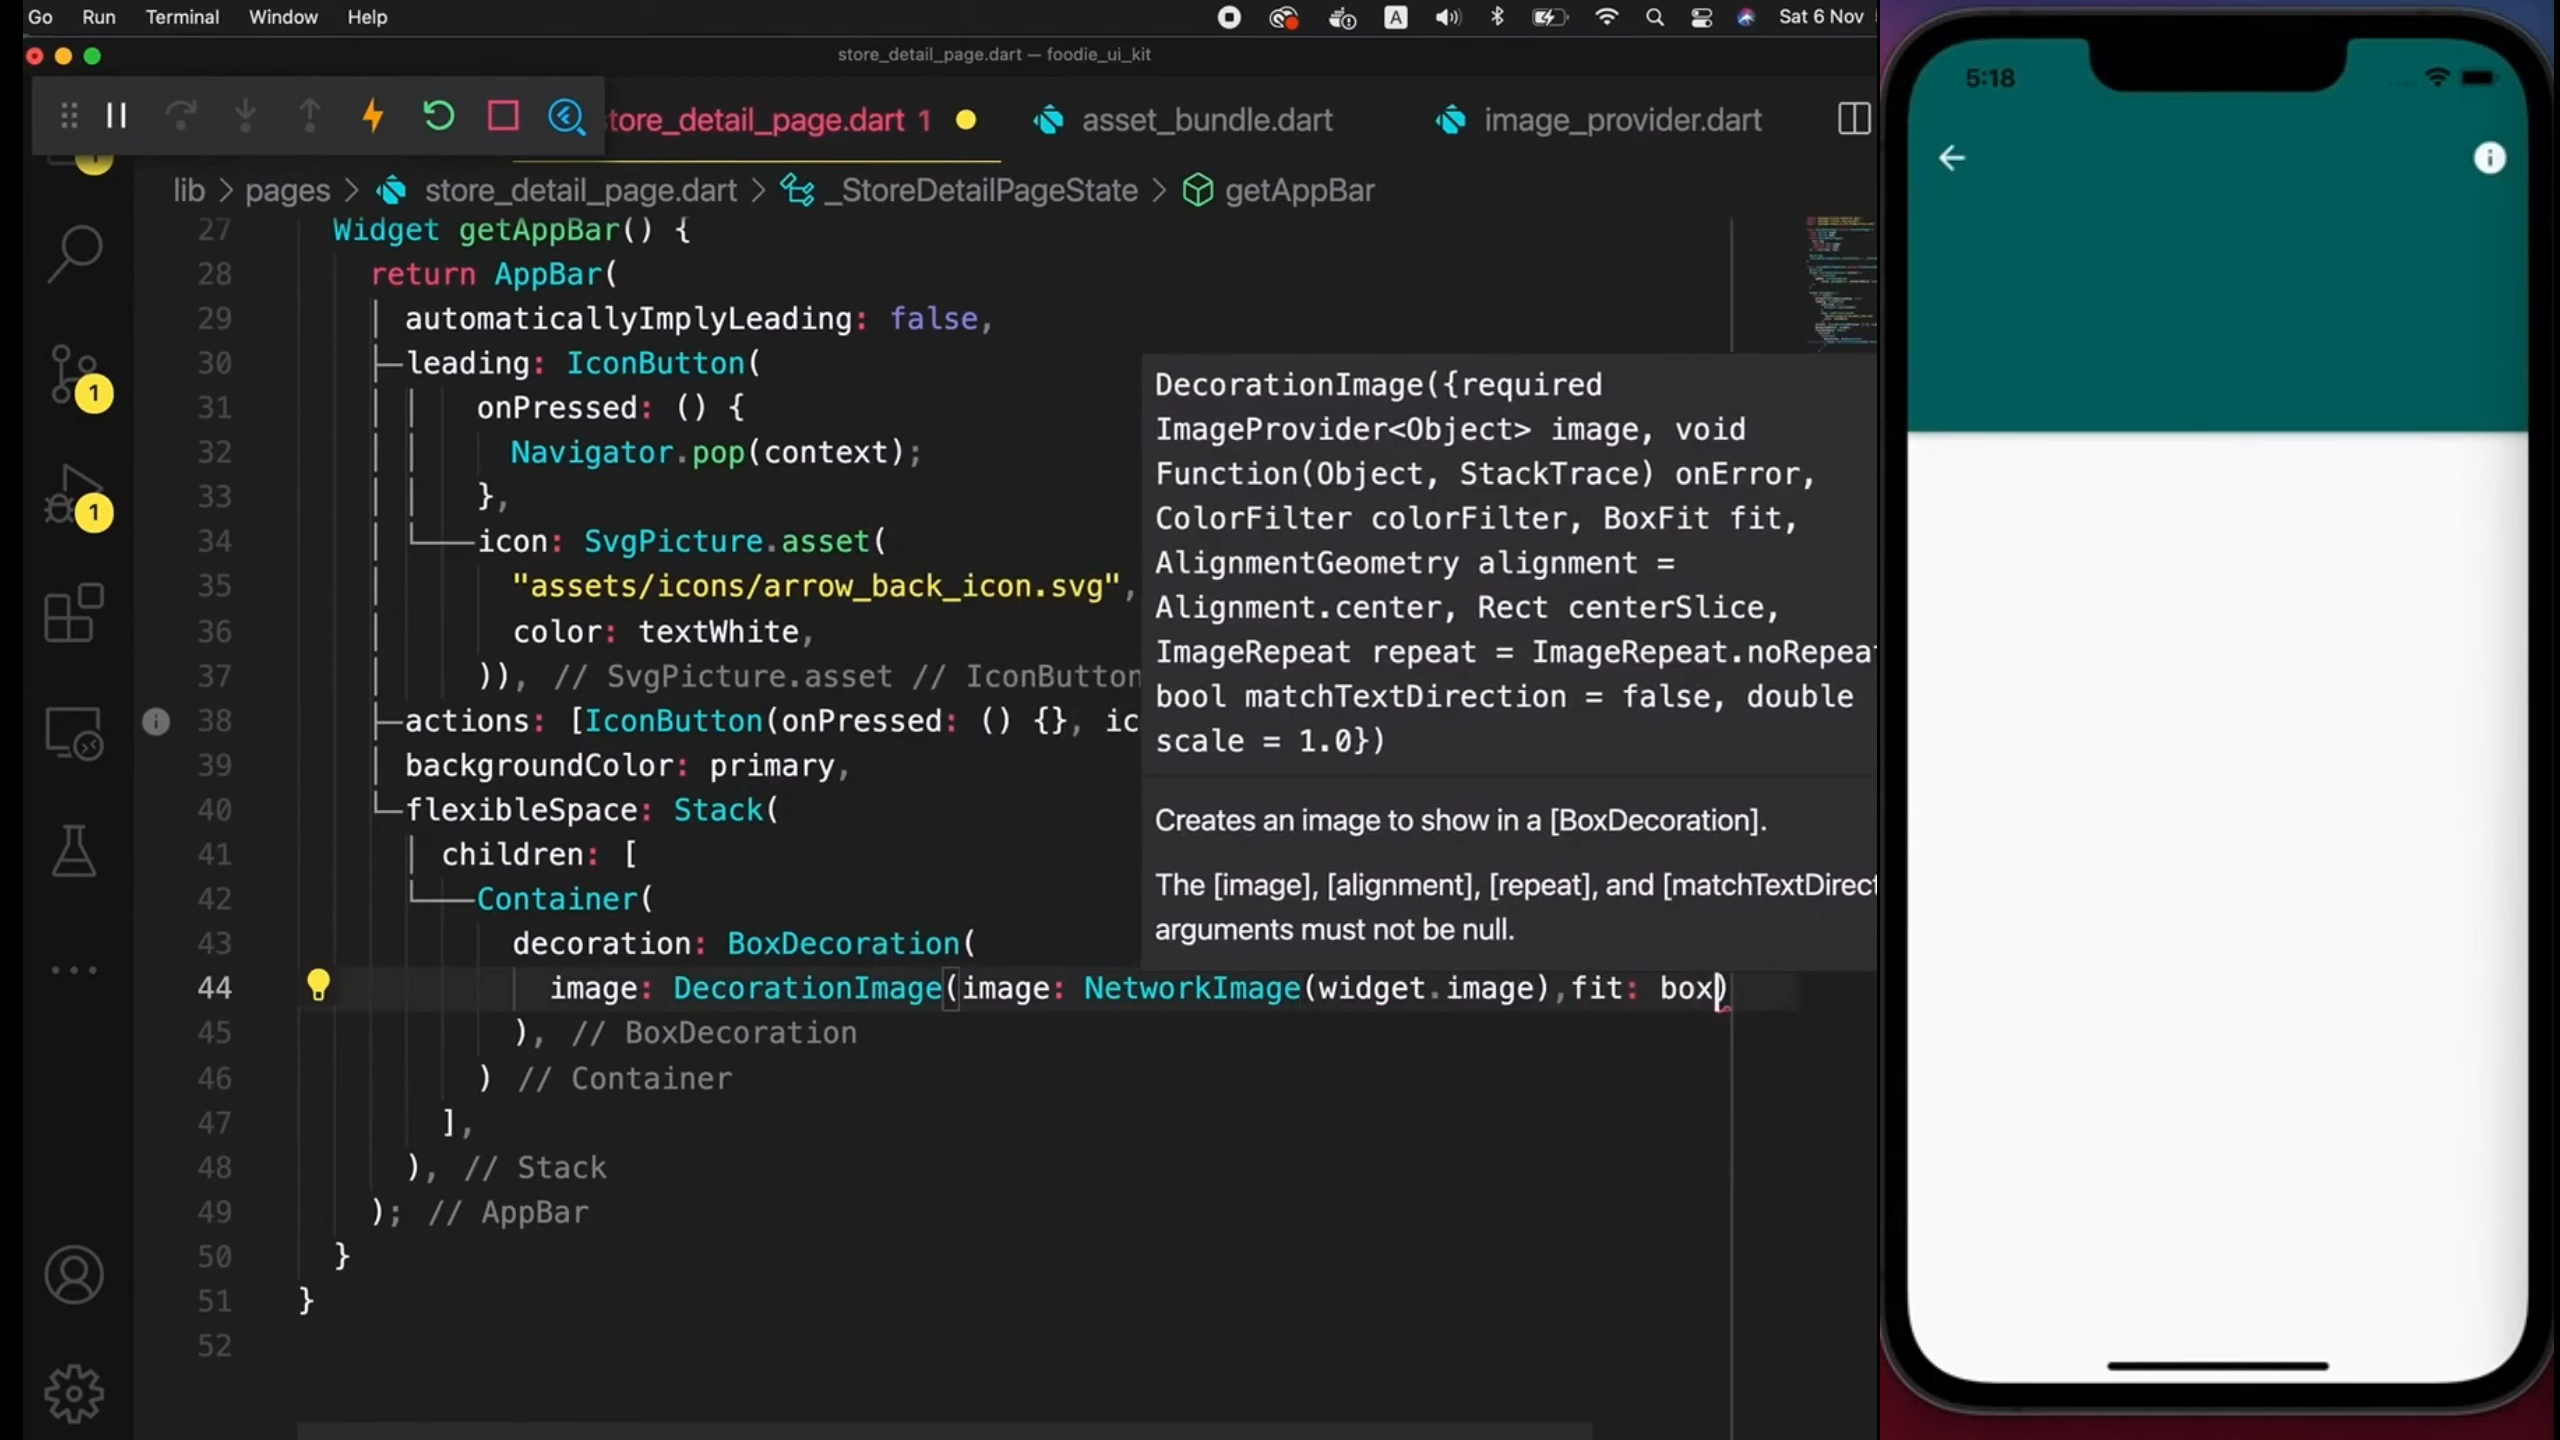 Go Run Terminal Window Help
A Sat 6 Nov
store_detail_page.dart — foodie_ui_kit
tore_detail_page.dart 1 asset_bundle.dart image_provider.dart
lib > pages > store_detail_page.dart > _StoreDetailPageState > getAppBar
27 Widget getAppBar() {
28 return AppBar(
29 automaticallyImplyLeading: false,
30 leading: IconButton(
31 onPressed: () {
32 Navigator.pop(context);
33 },
34 icon: SvgPicture.asset(
35 "assets/icons/arrow_back_icon.svg",
36 color: textWhite,
37 )), // SvgPicture.asset // IconButton
38 actions: [IconButton(onPressed: () {}, ic
39 backgroundColor: primary,
40 flexibleSpace: Stack(
41 children: [
42 Container(
43 decoration: BoxDecoration(
44 image: DecorationImage(image: NetworkImage(widget.image),fit: box)
45 ), // BoxDecoration
46 ) // Container
47 ],
48 ), // Stack
49 ); // AppBar
50 }
51 }
52
DecorationImage({required
ImageProvider<Object> image, void
Function(Object, StackTrace) onError,
ColorFilter colorFilter, BoxFit fit,
AlignmentGeometry alignment =
Alignment.center, Rect centerSlice,
ImageRepeat repeat = ImageRepeat.noRepeat
bool matchTextDirection = false, double
scale = 1.0})
Creates an image to show in a [BoxDecoration].
The [image], [alignment], [repeat], and [matchTextDirect
arguments must not be null.
1
1
5:18